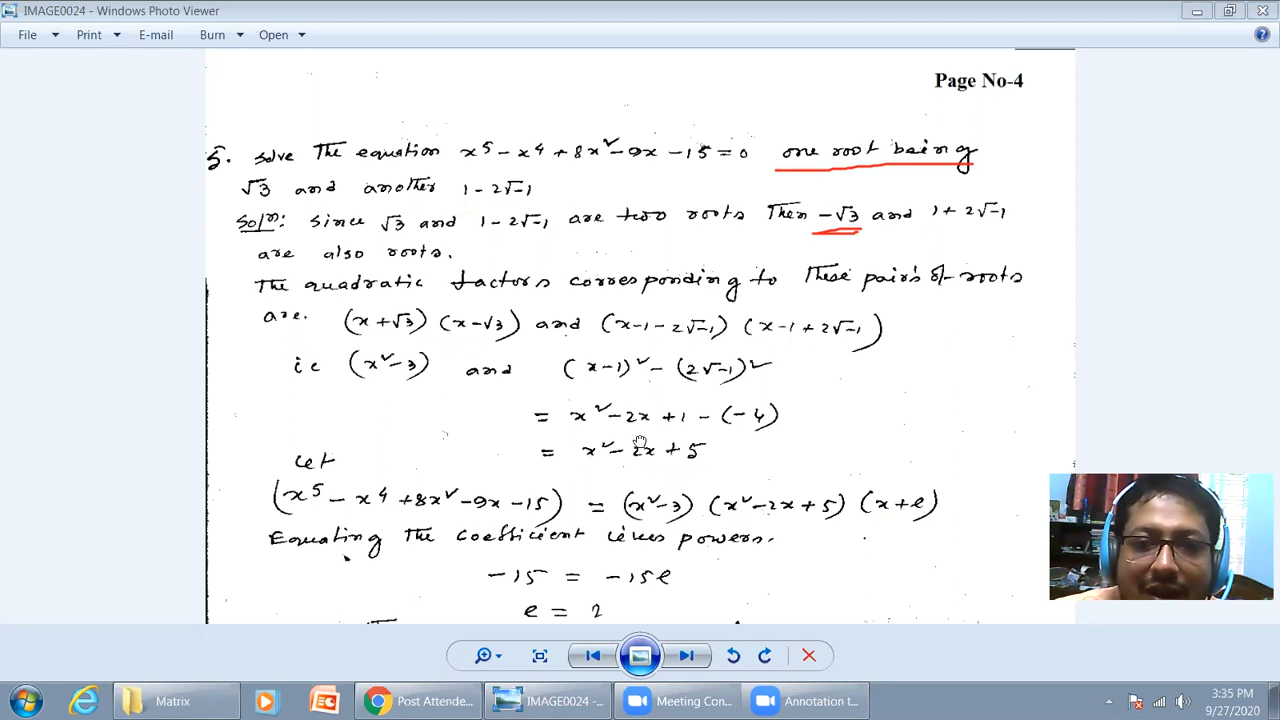 IMAGE0024 - Windows Photo Viewer
File Print E-mail Burn Open
Page No-4
5. Solve The equation x⁵ - x⁴ + 8x² - 9x - 15 = 0 one root being
√3 and another 1 - 2√-1
Soln: Since √3 and 1 - 2√-1 are two roots Then -√3 and 1 + 2√-1
are also roots.
The quadratic factors corresponding to These pair's of roots
are. (x + √3) (x - √3) and (x - 1 - 2√-1) (x - 1 + 2√-1)
ie (x² - 3) and (x - 1)² - (2√-1)²
= x² - 2x + 1 - (-4)
= x² - 2x + 5
Let
(x⁵ - x⁴ + 8x² - 9x - 15) = (x² - 3) (x² - 2x + 5) (x + e)
Equating the coefficient powers.
-15 = -15e
e =
Matrix Post Attende... IMAGE0024 -... Meeting Con... Annotation t...
3:35 PM
9/27/2020